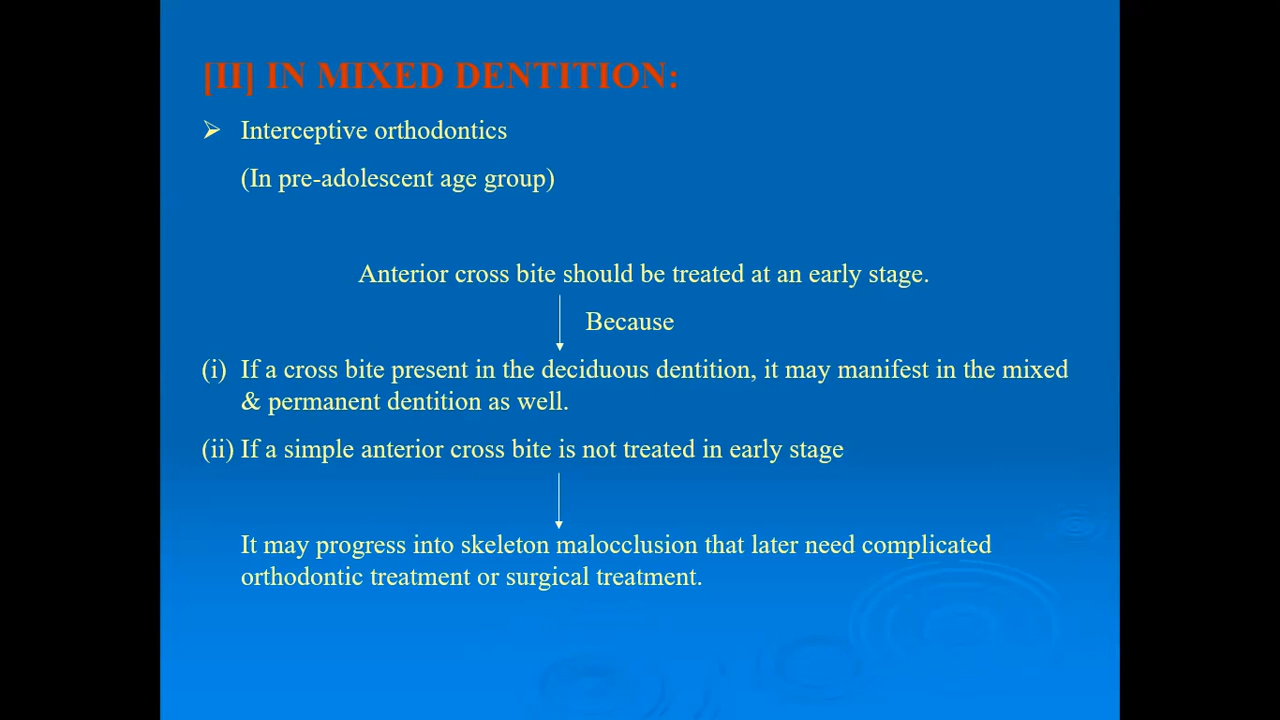 [II] IN MIXED DENTITION:
➢ Interceptive orthodontics
(In pre-adolescent age group)
Anterior cross bite should be treated at an early stage.
Because
(i) If a cross bite present in the deciduous dentition, it may manifest in the mixed
& permanent dentition as well.
(ii) If a simple anterior cross bite is not treated in early stage
It may progress into skeleton malocclusion that later need complicated
orthodontic treatment or surgical treatment.